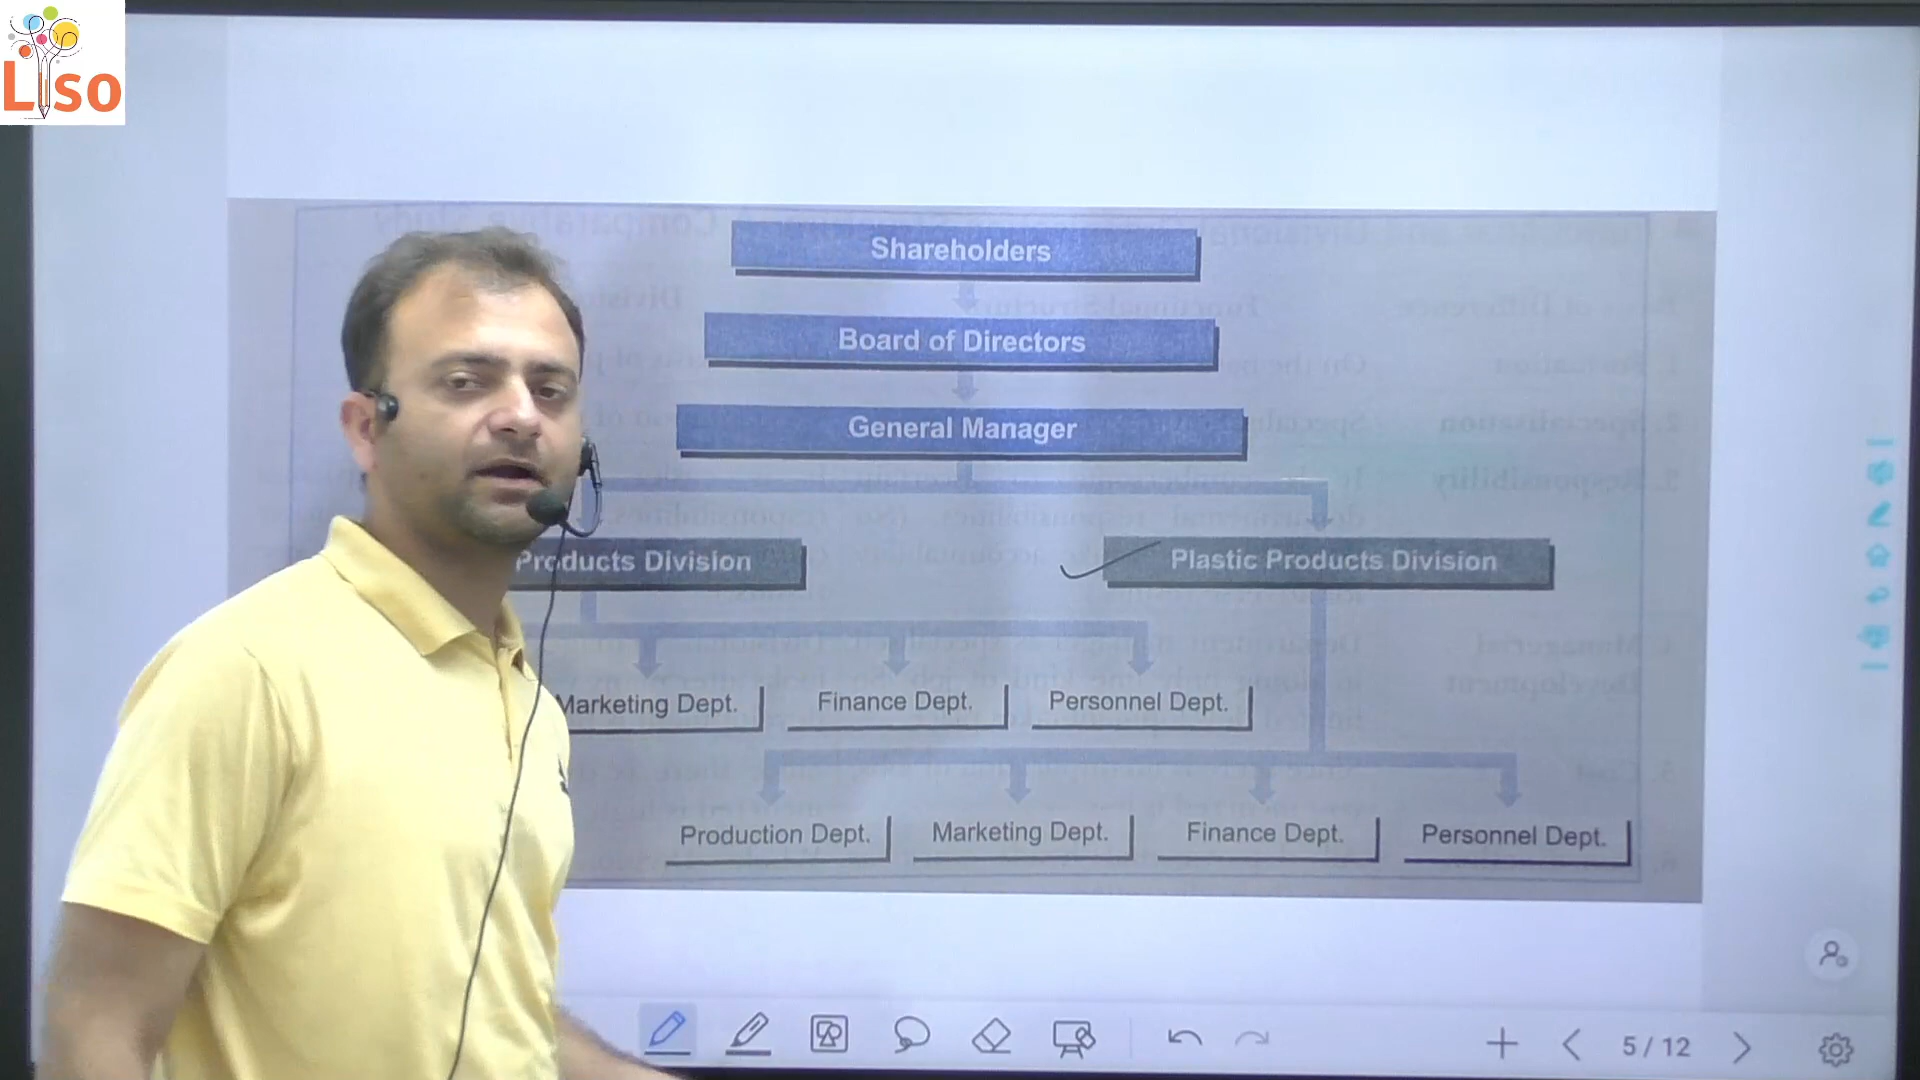 Liso
Shareholders
Board of Directors
General Manager
Products Division
Plastic Products Division
Marketing Dept.
Finance Dept.
Personnel Dept.
Production Dept.
Marketing Dept.
Finance Dept.
Personnel Dept.
5 / 12